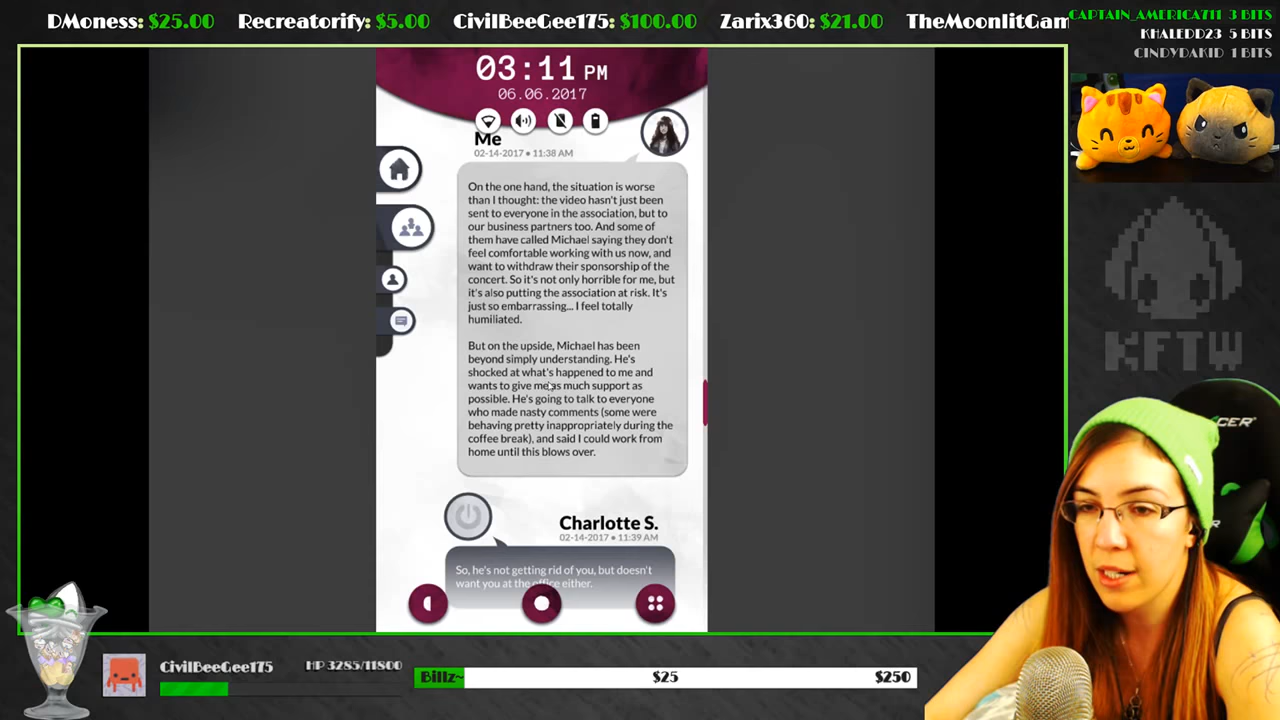 DMoness: $25.00 Recreatorify: $5.00 CivilBeeGee175: $100.00 Zarix360: $21.00 TheMoonlitGam
CAPTAIN_AMERICA711 3 BITS
KHALEDD23 5 BITS
CINDYDAKID 1 BITS
03:11 PM
06.06.2017
Me
02-14-2017 • 11:38 AM
On the one hand, the situation is worse
than I thought: the video hasn't just been
sent to everyone in the association, but to
our business partners too. And some of
them have called Michael saying they don't
feel comfortable working with us now, and
want to withdraw their sponsorship of the
concert. So it's not only horrible for me, but
it's also putting the association at risk. It's
just so embarrassing... I feel totally
humiliated.
But on the upside, Michael has been
beyond simply understanding. He's
shocked at what's happened to me and
wants to give me as much support as
possible. He's going to talk to everyone
who made nasty comments (some were
behaving pretty inappropriately during the
coffee break), and said I could work from
home until this blows over.
Charlotte S.
02-14-2017 • 11:39 AM
So, he's not getting rid of you, but doesn't
want you at the office either.
KFTW
CivilBeeGee175 HP 3285/11800
Billz~ $25 $250